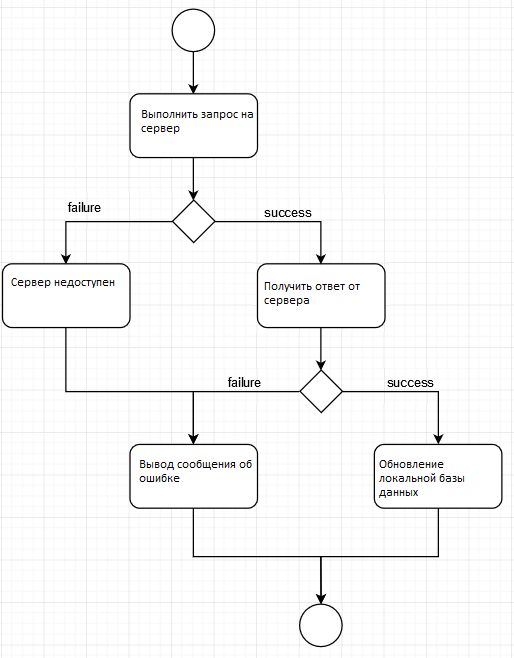 Выполнить запрос на
сервер
failure
success
Сервер недоступен
Получить ответ от
сервера
failure
success
Вывод сообщения об
ошибке
Обновление
локальной базы
данных